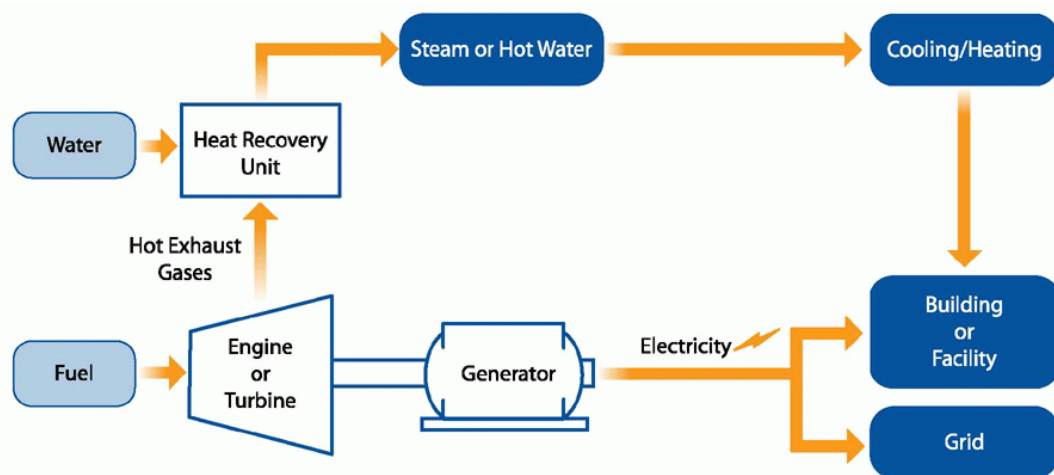 Steam or Hot Water
Cooling/Heating
Water
Heat Recovery
Unit
Hot Exhaust
Gases
Fuel
Engine
or
Turbine
Generator
Electricity
Building
or
Facility
Grid